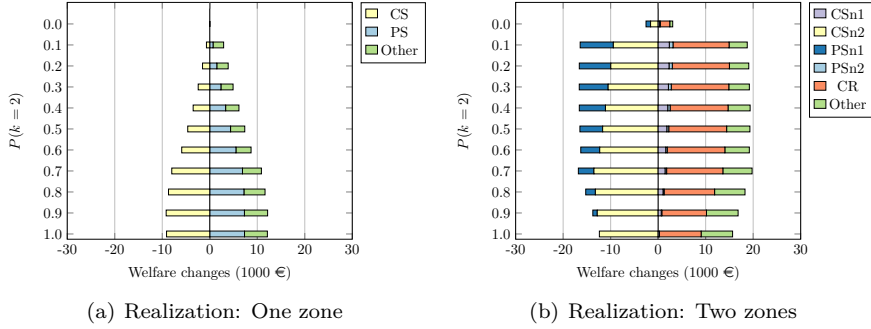 0.0
0.1
0.2
0.3
0.4
0.5
0.6
0.7
0.8
0.9
1.0
P(k = 2)
-30 -20 -10 0 10 20 30
Welfare changes (1000 €)
CS
PS
Other
(a) Realization: One zone
0.0
0.1
0.2
0.3
0.4
0.5
0.6
0.7
0.8
0.9
1.0
P(k = 2)
-30 -20 -10 0 10 20 30
Welfare changes (1000 €)
CSn1
CSn2
PSn1
PSn2
CR
Other
(b) Realization: Two zones